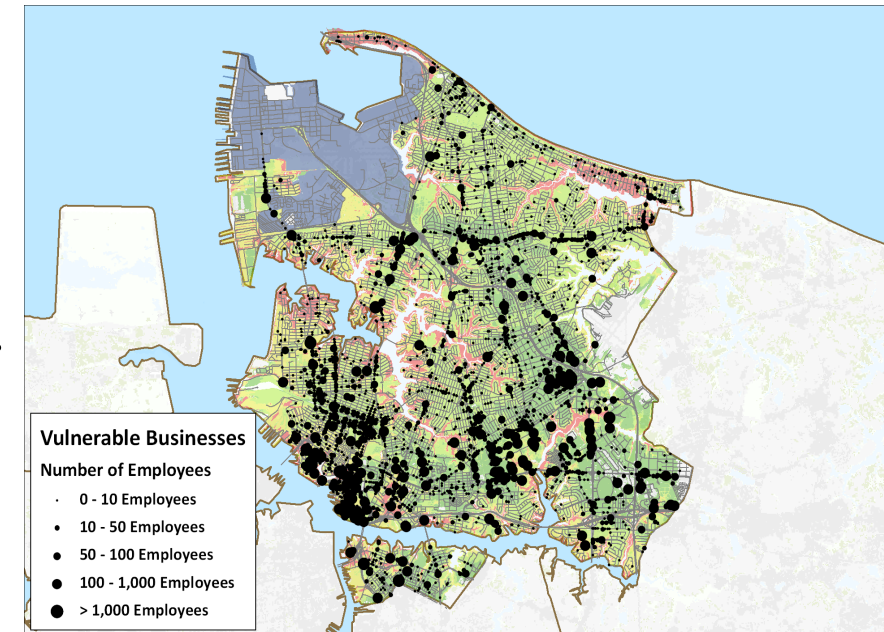 Vulnerable Businesses
Number of Employees
0 - 10 Employees
10 - 50 Employees
50 - 100 Employees
100 - 1,000 Employees
> 1,000 Employees